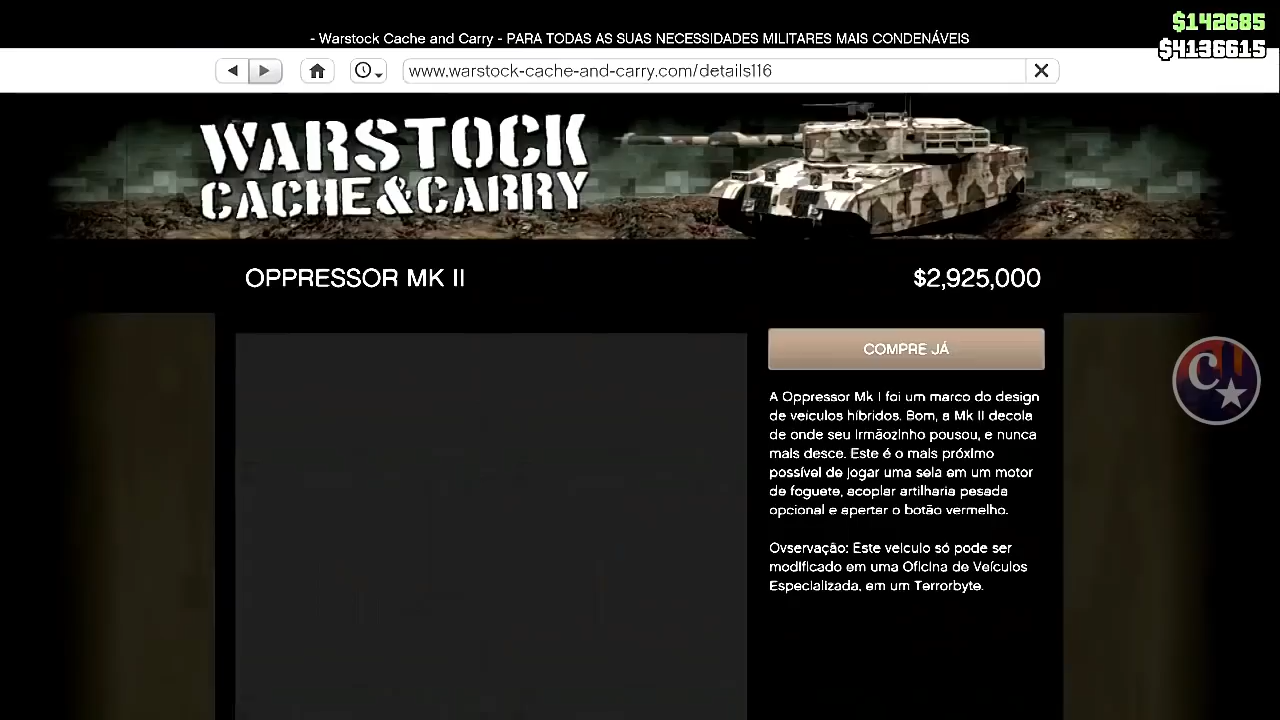 - Warstock Cache and Carry - PARA TODAS AS SUAS NECESSIDADES MILITARES MAIS CONDENÁVEIS
$142685
$4136615
www.warstock-cache-and-carry.com/details116
WARSTOCK
CACHE&CARRY
OPPRESSOR MK II
$2,925,000
COMPRE JÁ
A Oppressor Mk I foi um marco do design
de veículos híbridos. Bom, a Mk II decola
de onde seu irmãozinho pousou, e nunca
mais desce. Este é o mais próximo
possível de jogar uma sela em um motor
de foguete, acoplar artilharia pesada
opcional e apertar o botão vermelho.
Ovservação: Este veículo só pode ser
modificado em uma Oficina de Veículos
Especializada, em um Terrorbyte.
C